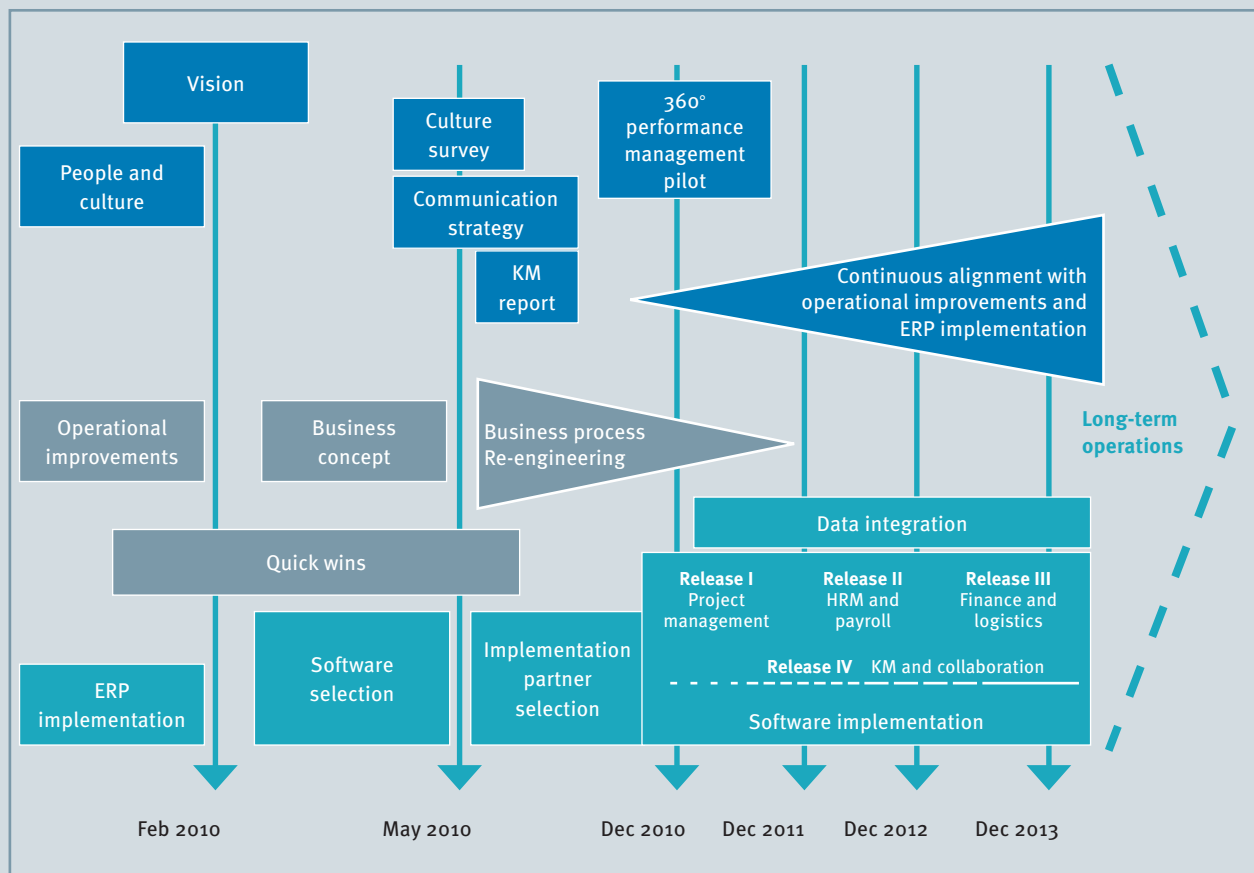 Vision
People and
culture
Culture
survey
Communication
strategy
KM
report
360°
performance
management
pilot
Continuous alignment with
operational improvements and
ERP implementation
Operational
improvements
Business
concept
Business process
Re-engineering
Long-term
operations
Quick wins
Data integration
ERP
implementation
Software
selection
Implementation
partner
selection
Release I
Project
management
Release II
HRM and
payroll
Release III
Finance and
logistics
Release IV KM and collaboration
Software implementation
Feb 2010
May 2010
Dec 2010
Dec 2011
Dec 2012
Dec 2013